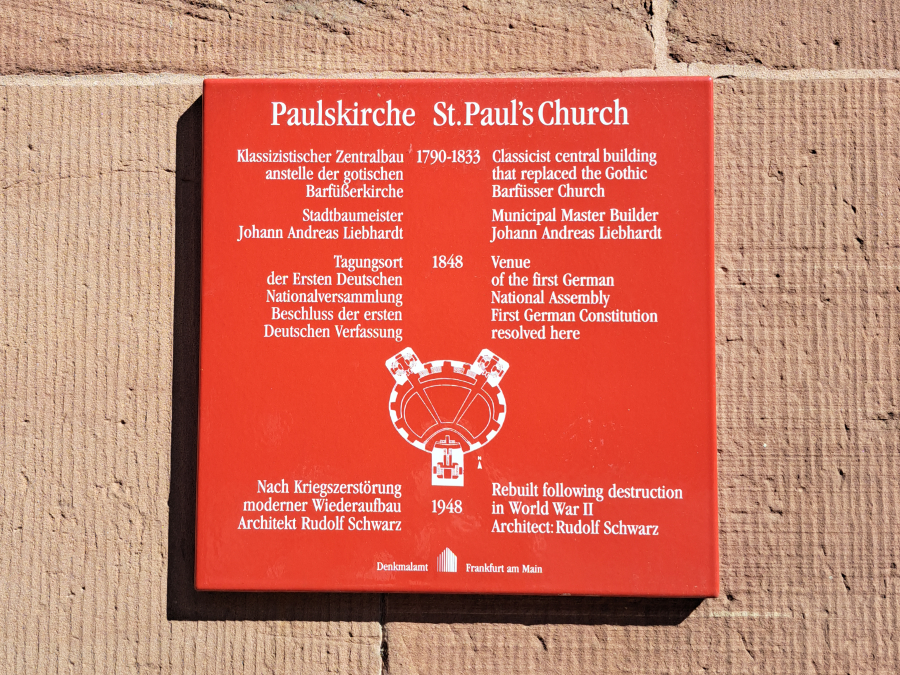 Paulskirche St. Paul's Church
Klassizistischer Zentralbau 1790-1833 Classicist central building
anstelle der gotischen that replaced the Gothic
Barfüßerkirche Barfüsser Church
Stadtbaumeister Municipal Master Builder
Johann Andreas Liebhardt Johann Andreas Liebhardt
Tagungsort 1848 Venue
der Ersten Deutschen of the first German
Nationalversammlung National Assembly
Beschluss der ersten First German Constitution
Deutschen Verfassung resolved here
N
Nach Kriegszerstörung Rebuilt following destruction
moderner Wiederaufbau 1948 in World War II
Architekt Rudolf Schwarz Architect: Rudolf Schwarz
Denkmalamt Frankfurt am Main